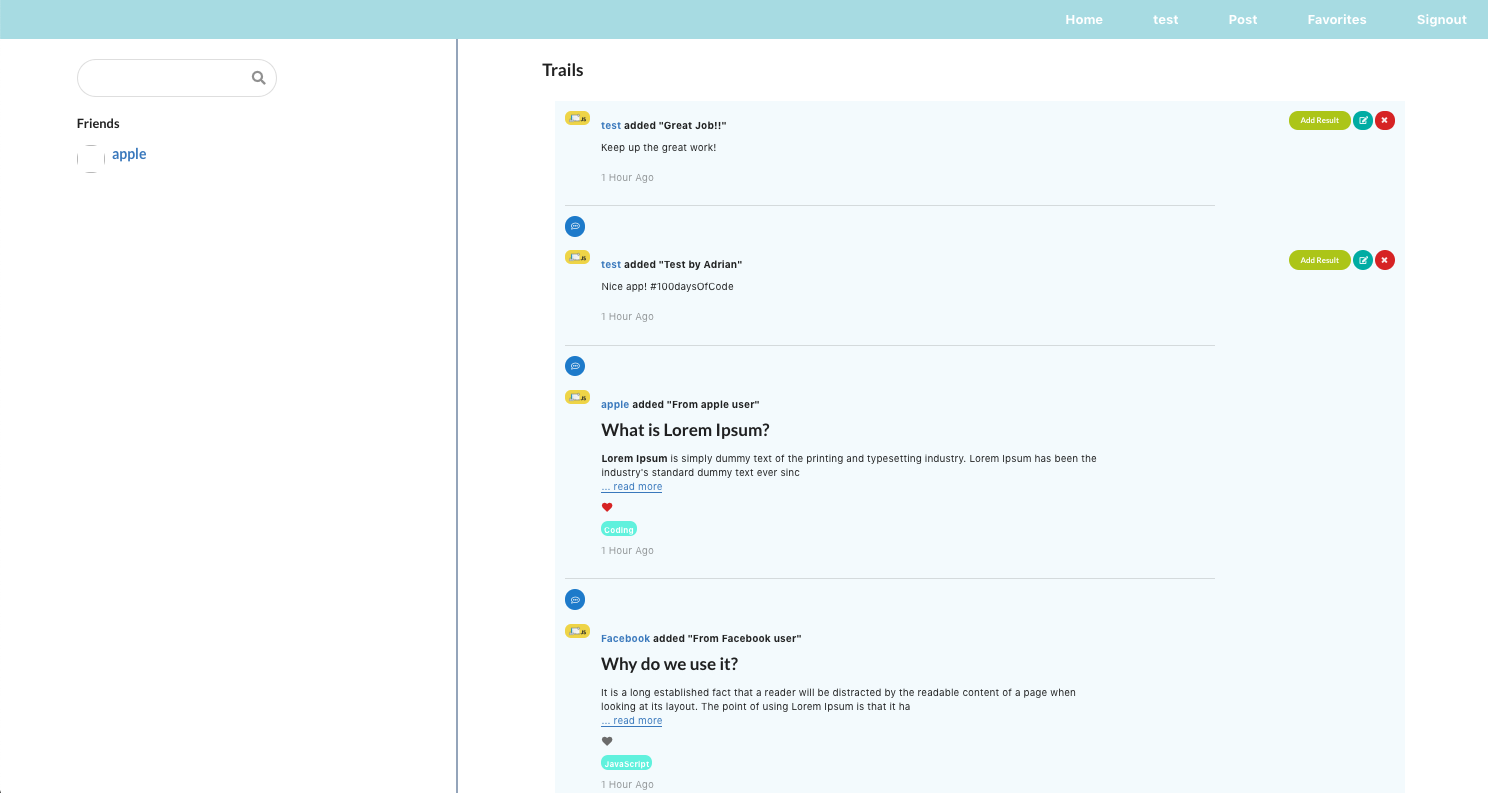 Home test Post Favorites Signout
Friends
apple
Trails
test added "Great Job!!"
Add Result
Keep up the great work!
1 Hour Ago
test added "Test by Adrian"
Add Result
Nice app! #100daysOfCode
1 Hour Ago
apple added "From apple user"
What is Lorem Ipsum?
Lorem Ipsum is simply dummy text of the printing and typesetting industry. Lorem Ipsum has been the
industry's standard dummy text ever sinc
... read more
Coding
1 Hour Ago
Facebook added "From Facebook user"
Why do we use it?
It is a long established fact that a reader will be distracted by the readable content of a page when
looking at its layout. The point of using Lorem Ipsum is that it ha
... read more
JavaScript
1 Hour Ago